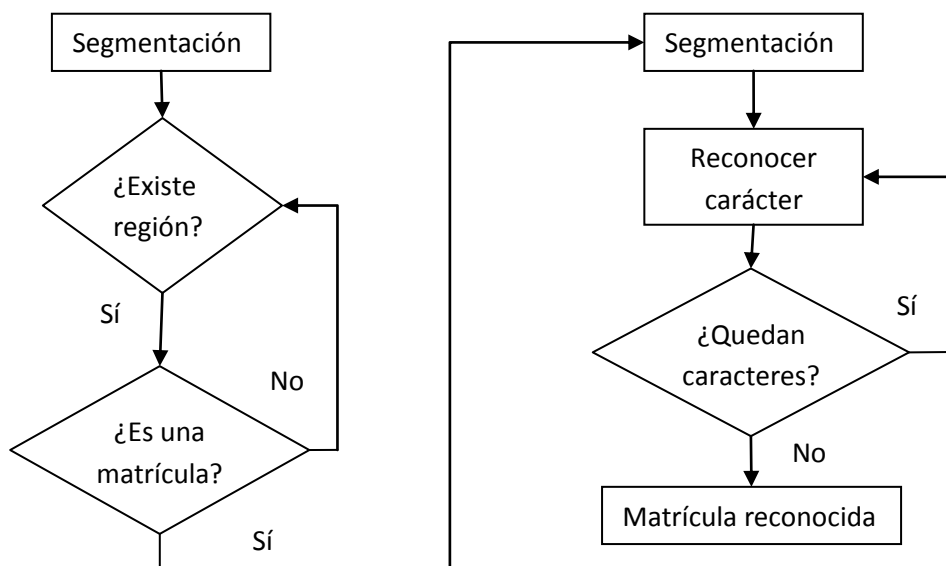 Segmentación
¿Existe
región?
Sí
No
¿Es una
matrícula?
Sí
Segmentación
Reconocer
carácter
¿Quedan
caracteres?
Sí
No
Matrícula reconocida